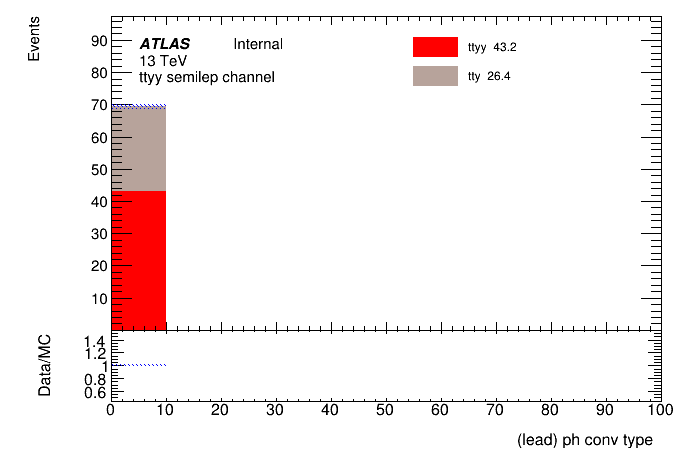 Events
ATLAS Internal
13 TeV
ttyy semilep channel
ttyy 43.2
tty 26.4
90
80
70
60
50
40
30
20
10
Data/MC
1.4
1.2
1
0.8
0.6
0 10 20 30 40 50 60 70 80 90 100
(lead) ph conv type